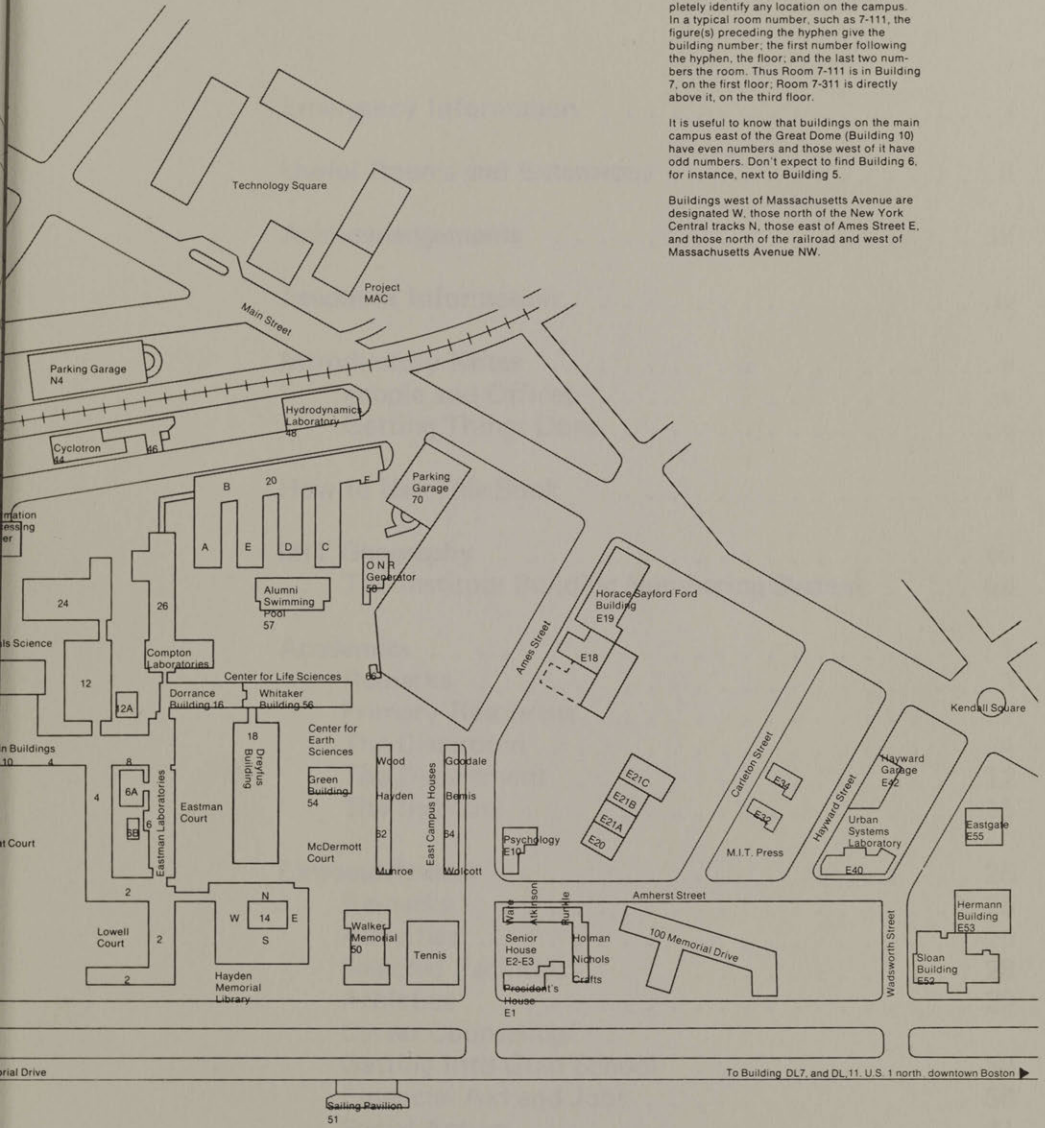 pletely identify any location on the campus.
In a typical room number, such as 7-111, the
figure(s) preceding the hyphen give the
building number; the first number following
the hyphen, the floor; and the last two num-
bers the room. Thus Room 7-111 is in Building
7, on the first floor; Room 7-311 is directly
above it, on the third floor.
It is useful to know that buildings on the main
campus east of the Great Dome (Building 10)
have even numbers and those west of it have
odd numbers. Don't expect to find Building 6,
for instance, next to Building 5.
Buildings west of Massachusetts Avenue are
designated W, those north of the New York
Central tracks N, those east of Ames Street E,
and those north of the railroad and west of
Massachusetts Avenue NW.
Technology Square
Project
MAC
Main Street
Parking Garage
N4
Hydrodynamics
Laboratory
48
Cyclotron
44
46
Parking
Garage
70
B
20
F
A
E
D
C
mation
essing
er
O N R
Generator
58
Alumni
Swimming
Pool
57
24
26
Horace Sayford Ford
Building
E19
Ames Street
E18
ls Science
Compton
Laboratories
12
12A
Center for Life Sciences
Dorrance
Building 16
Whitaker
Building 56
66
Kendall Square
18
Dreyfus
Building
Center for
Earth
Sciences
Green
Building
54
n Buildings
10
4
8
6A
4
6
6B
Eastman Laboratories
Eastman
Court
McDermott
Court
Wood
Hayden
62
Munroe
East Campus Houses
Goodale
Bemis
64
Wolcott
E21C
E21B
E21A
E20
Psychology
E10
Carleton Street
E34
E32
Hayward Street
Hayward
Garage
E42
Urban
Systems
Laboratory
E40
M.I.T. Press
Eastgate
E55
at Court
2
Lowell
Court
2
2
N
W
14
E
S
Hayden
Memorial
Library
Walker
Memorial
50
Tennis
Amherst Street
Ware
Atkinson
Runkle
Senior
House
E2-E3
Holman
Nichols
Crafts
President's
House
E1
100 Memorial Drive
Wadsworth Street
Hermann
Building
E53
Sloan
Building
E52
orial Drive
To Building DL7, and DL,11, U.S. 1 north, downtown Boston
Sailing Pavilion
51